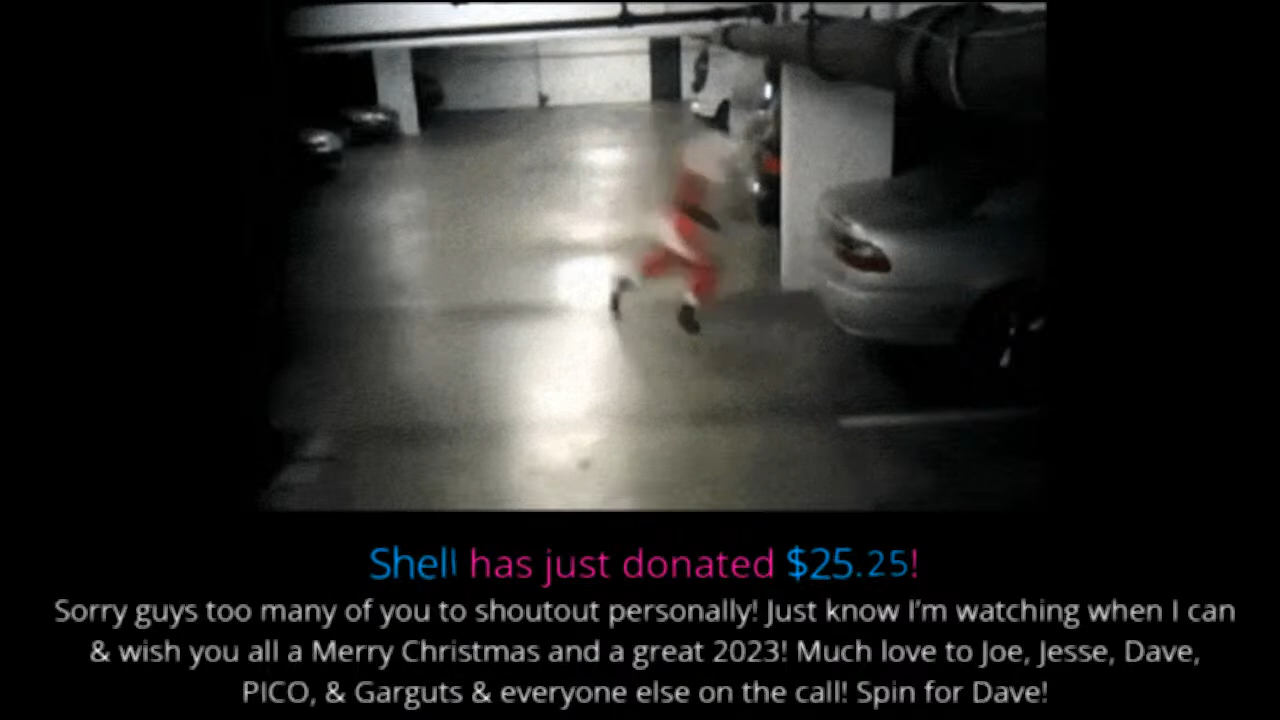 Shell has just donated $25.25!
Sorry guys too many of you to shoutout personally! Just know I'm watching when I can
& wish you all a Merry Christmas and a great 2023! Much love to Joe, Jesse, Dave,
PICO, & Garguts & everyone else on the call! Spin for Dave!